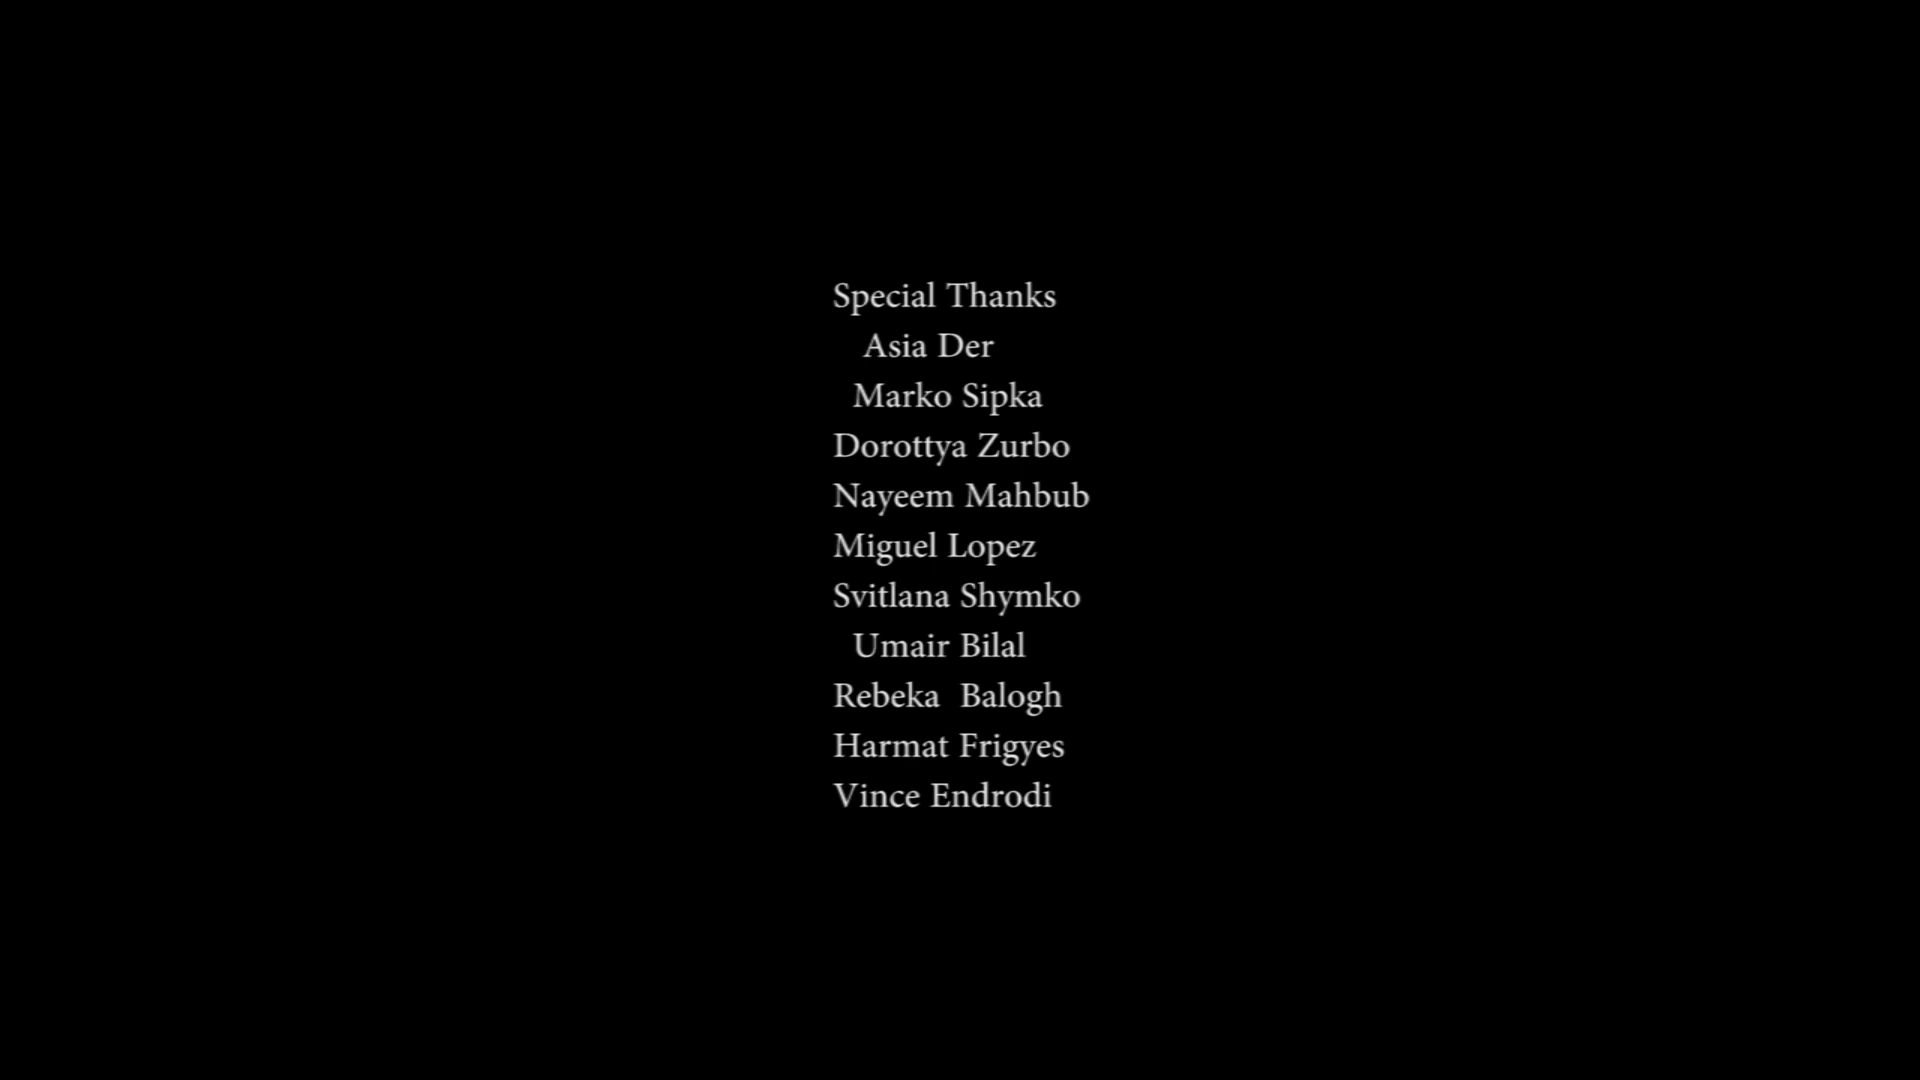 Special Thanks
Asia Der
Marko Sipka
Dorottya Zurbo
Nayeem Mahbub
Miguel Lopez
Svitlana Shymko
Umair Bilal
Rebeka  Balogh
Harmat Frigyes
Vince Endrodi